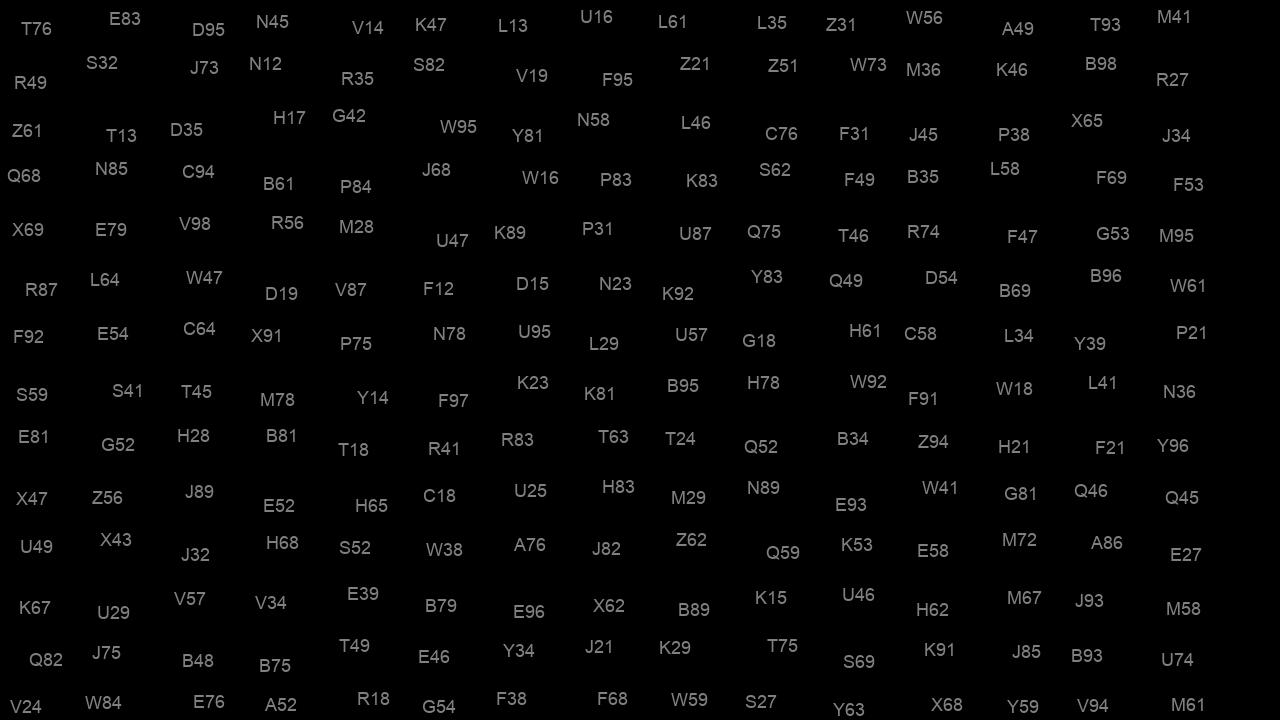 T76 E83 D95 N45 V14 K47 L13 U16 L61 L35 Z31 W56 A49 T93 M41
R49 S32 J73 N12 R35 S82 V19 F95 Z21 Z51 W73 M36 K46 B98 R27
Z61 T13 D35 H17 G42 W95 Y81 N58 L46 C76 F31 J45 P38 X65 J34
Q68 N85 C94 B61 P84 J68 W16 P83 K83 S62 F49 B35 L58 F69 F53
X69 E79 V98 R56 M28 U47 K89 P31 U87 Q75 T46 R74 F47 G53 M95
R87 L64 W47 D19 V87 F12 D15 N23 K92 Y83 Q49 D54 B69 B96 W61
F92 E54 C64 X91 P75 N78 U95 L29 U57 G18 H61 C58 L34 Y39 P21
S59 S41 T45 M78 Y14 F97 K23 K81 B95 H78 W92 F91 W18 L41 N36
E81 G52 H28 B81 T18 R41 R83 T63 T24 Q52 B34 Z94 H21 F21 Y96
X47 Z56 J89 E52 H65 C18 U25 H83 M29 N89 E93 W41 G81 Q46 Q45
U49 X43 J32 H68 S52 W38 A76 J82 Z62 Q59 K53 E58 M72 A86 E27
K67 U29 V57 V34 E39 B79 E96 X62 B89 K15 U46 H62 M67 J93 M58
Q82 J75 B48 B75 T49 E46 Y34 J21 K29 T75 S69 K91 J85 B93 U74
V24 W84 E76 A52 R18 G54 F38 F68 W59 S27 Y63 X68 Y59 V94 M61